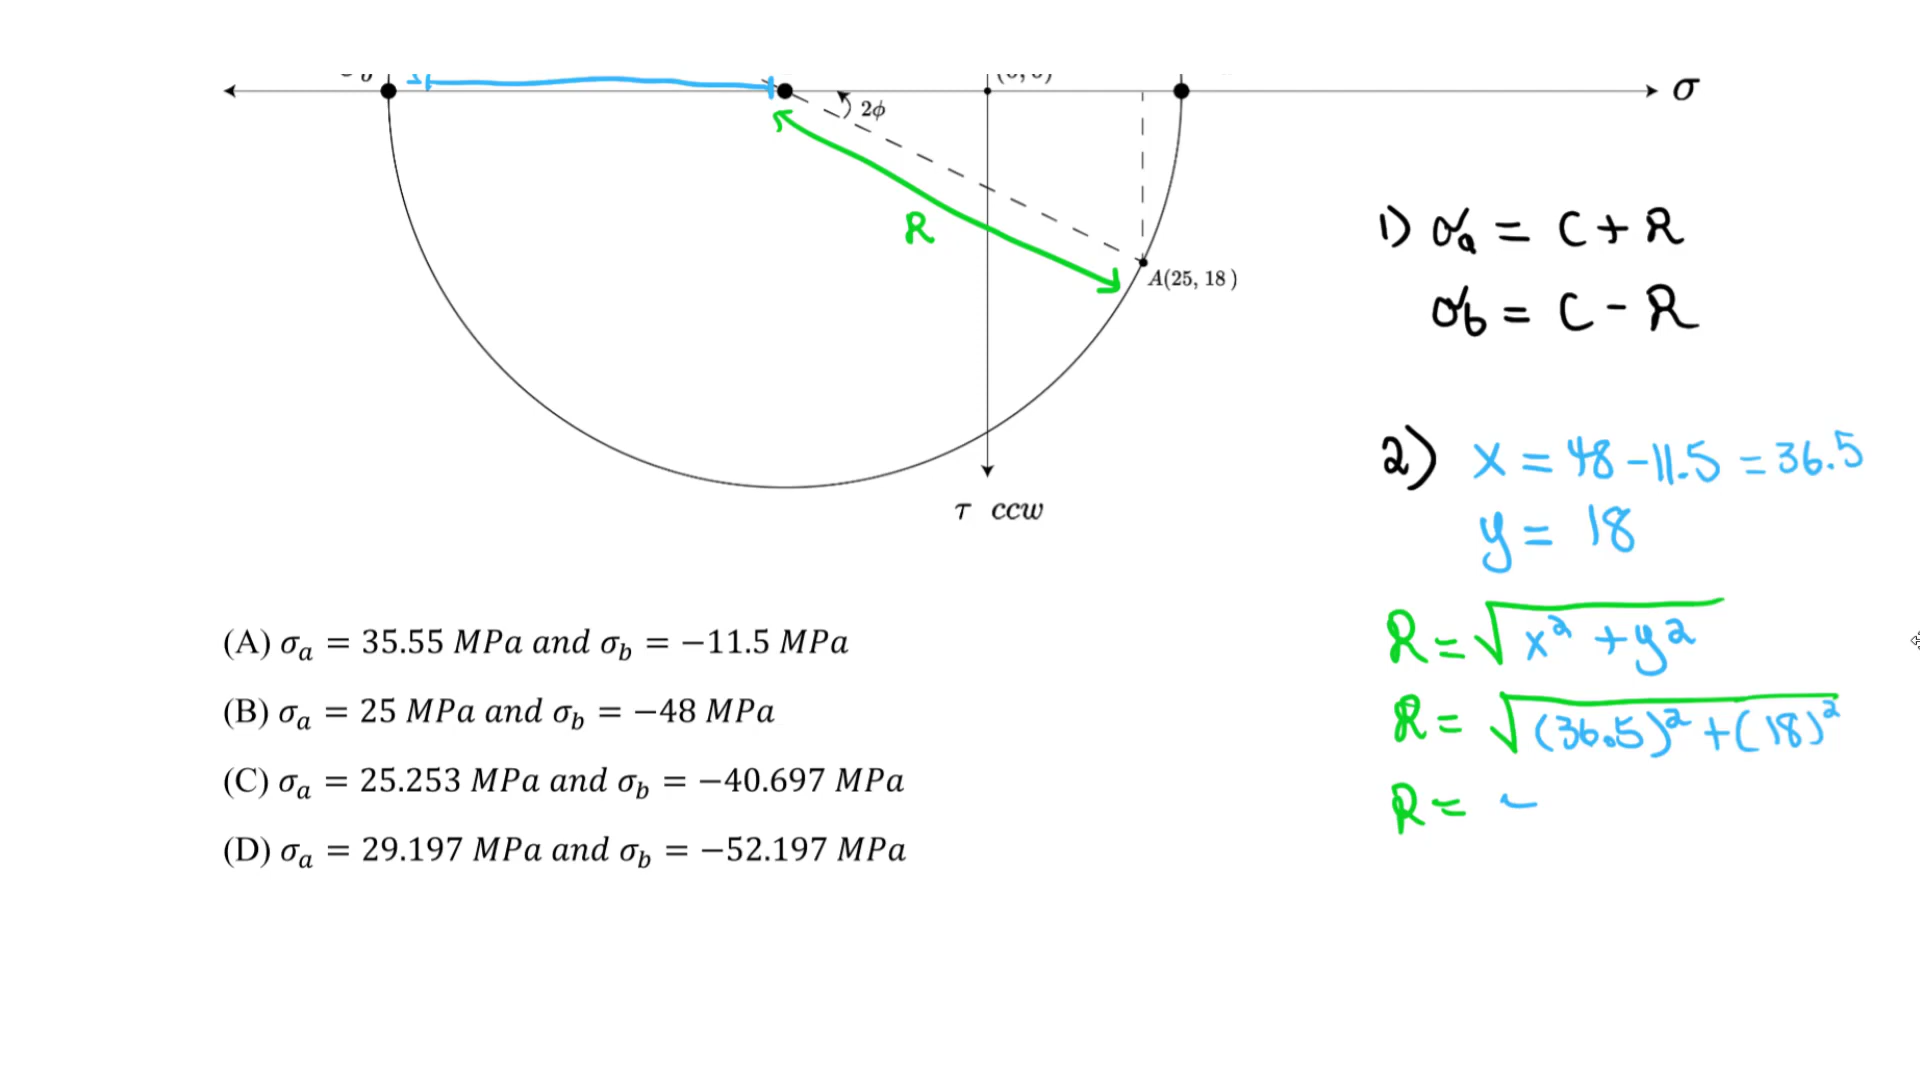 2ϕ
σ
R
A(25, 18 )
τ ccw
1) σa = C + R
σb = C - R
2) x = 48 - 11.5 = 36.5
y = 18
R = √x² + y²
R = √(36.5)² + (18)²
R =
(A) σa = 35.55 MPa and σb = −11.5 MPa
(B) σa = 25 MPa and σb = −48 MPa
(C) σa = 25.253 MPa and σb = −40.697 MPa
(D) σa = 29.197 MPa and σb = −52.197 MPa